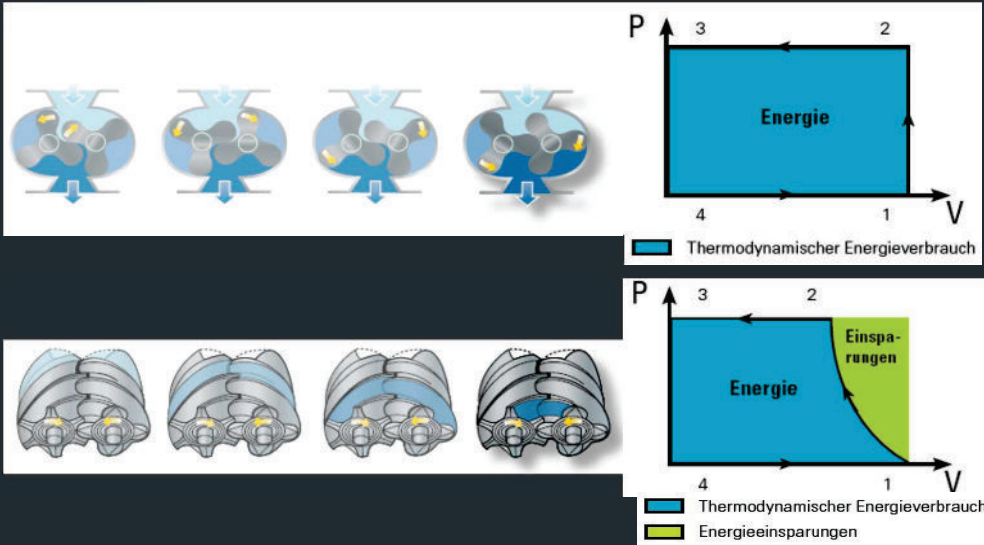 P
3
2
Energie
4
1
V
Thermodynamischer Energieverbrauch
P
3
2
Einspa-
rungen
Energie
4
1
V
Thermodynamischer Energieverbrauch
Energieeinsparungen